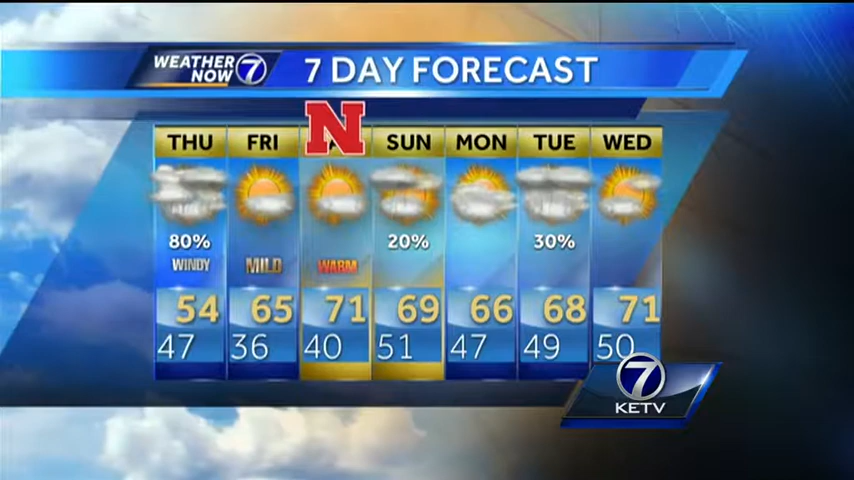 WEATHER
NOW 7
7 DAY FORECAST
N
THU FRI SUN MON TUE WED
80% 20% 30%
WINDY MILD WARM
54 65 71 69 66 68 71
47 36 40 51 47 49 50
7
KETV